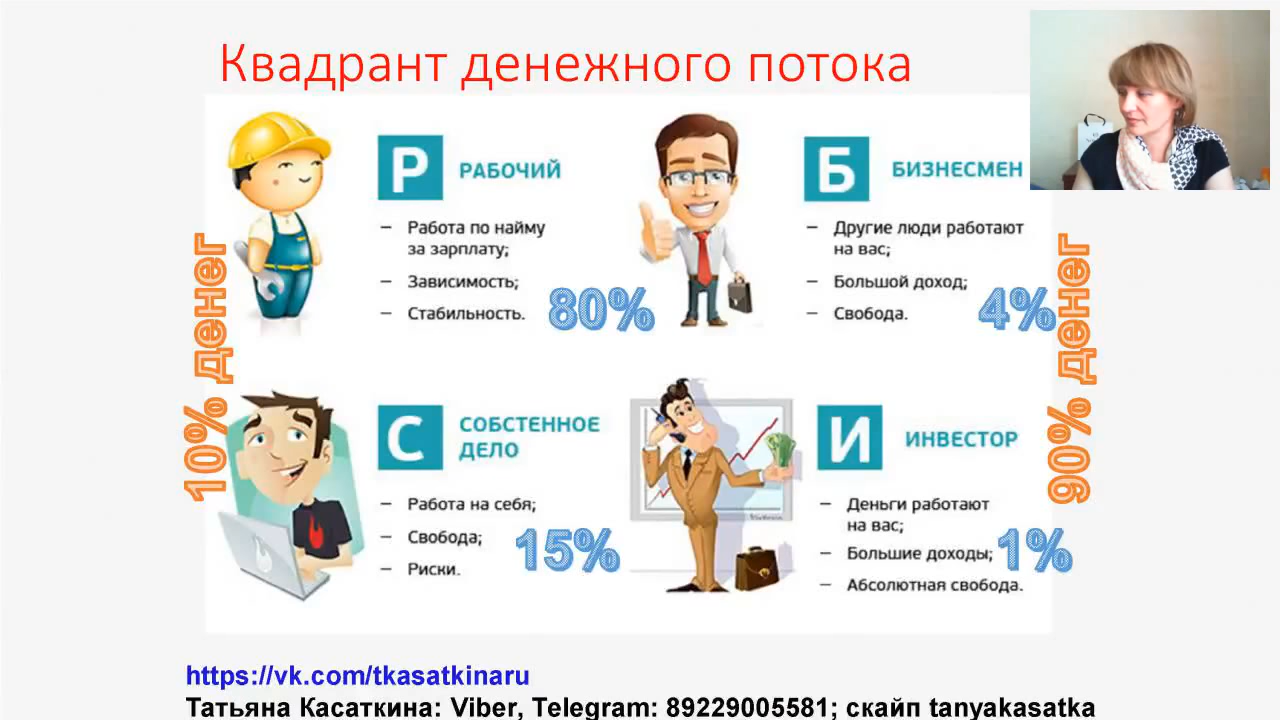 Квадрант денежного потока
Р
РАБОЧИЙ
– Работа по найму
за зарплату;
– Зависимость;
– Стабильность.
80%
Б
БИЗНЕСМЕН
– Другие люди работают
на вас;
– Большой доход;
– Свобода.
4%
10% денег
90% денег
С
СОБСТЕННОЕ
ДЕЛО
– Работа на себя;
– Свобода;
– Риски.
15%
И
ИНВЕСТОР
– Деньги работают
на вас;
– Большие доходы;
– Абсолютная свобода.
1%
https://vk.com/tkasatkinaru
Татьяна Касаткина: Viber, Telegram: 89229005581; скайп tanyakasatka